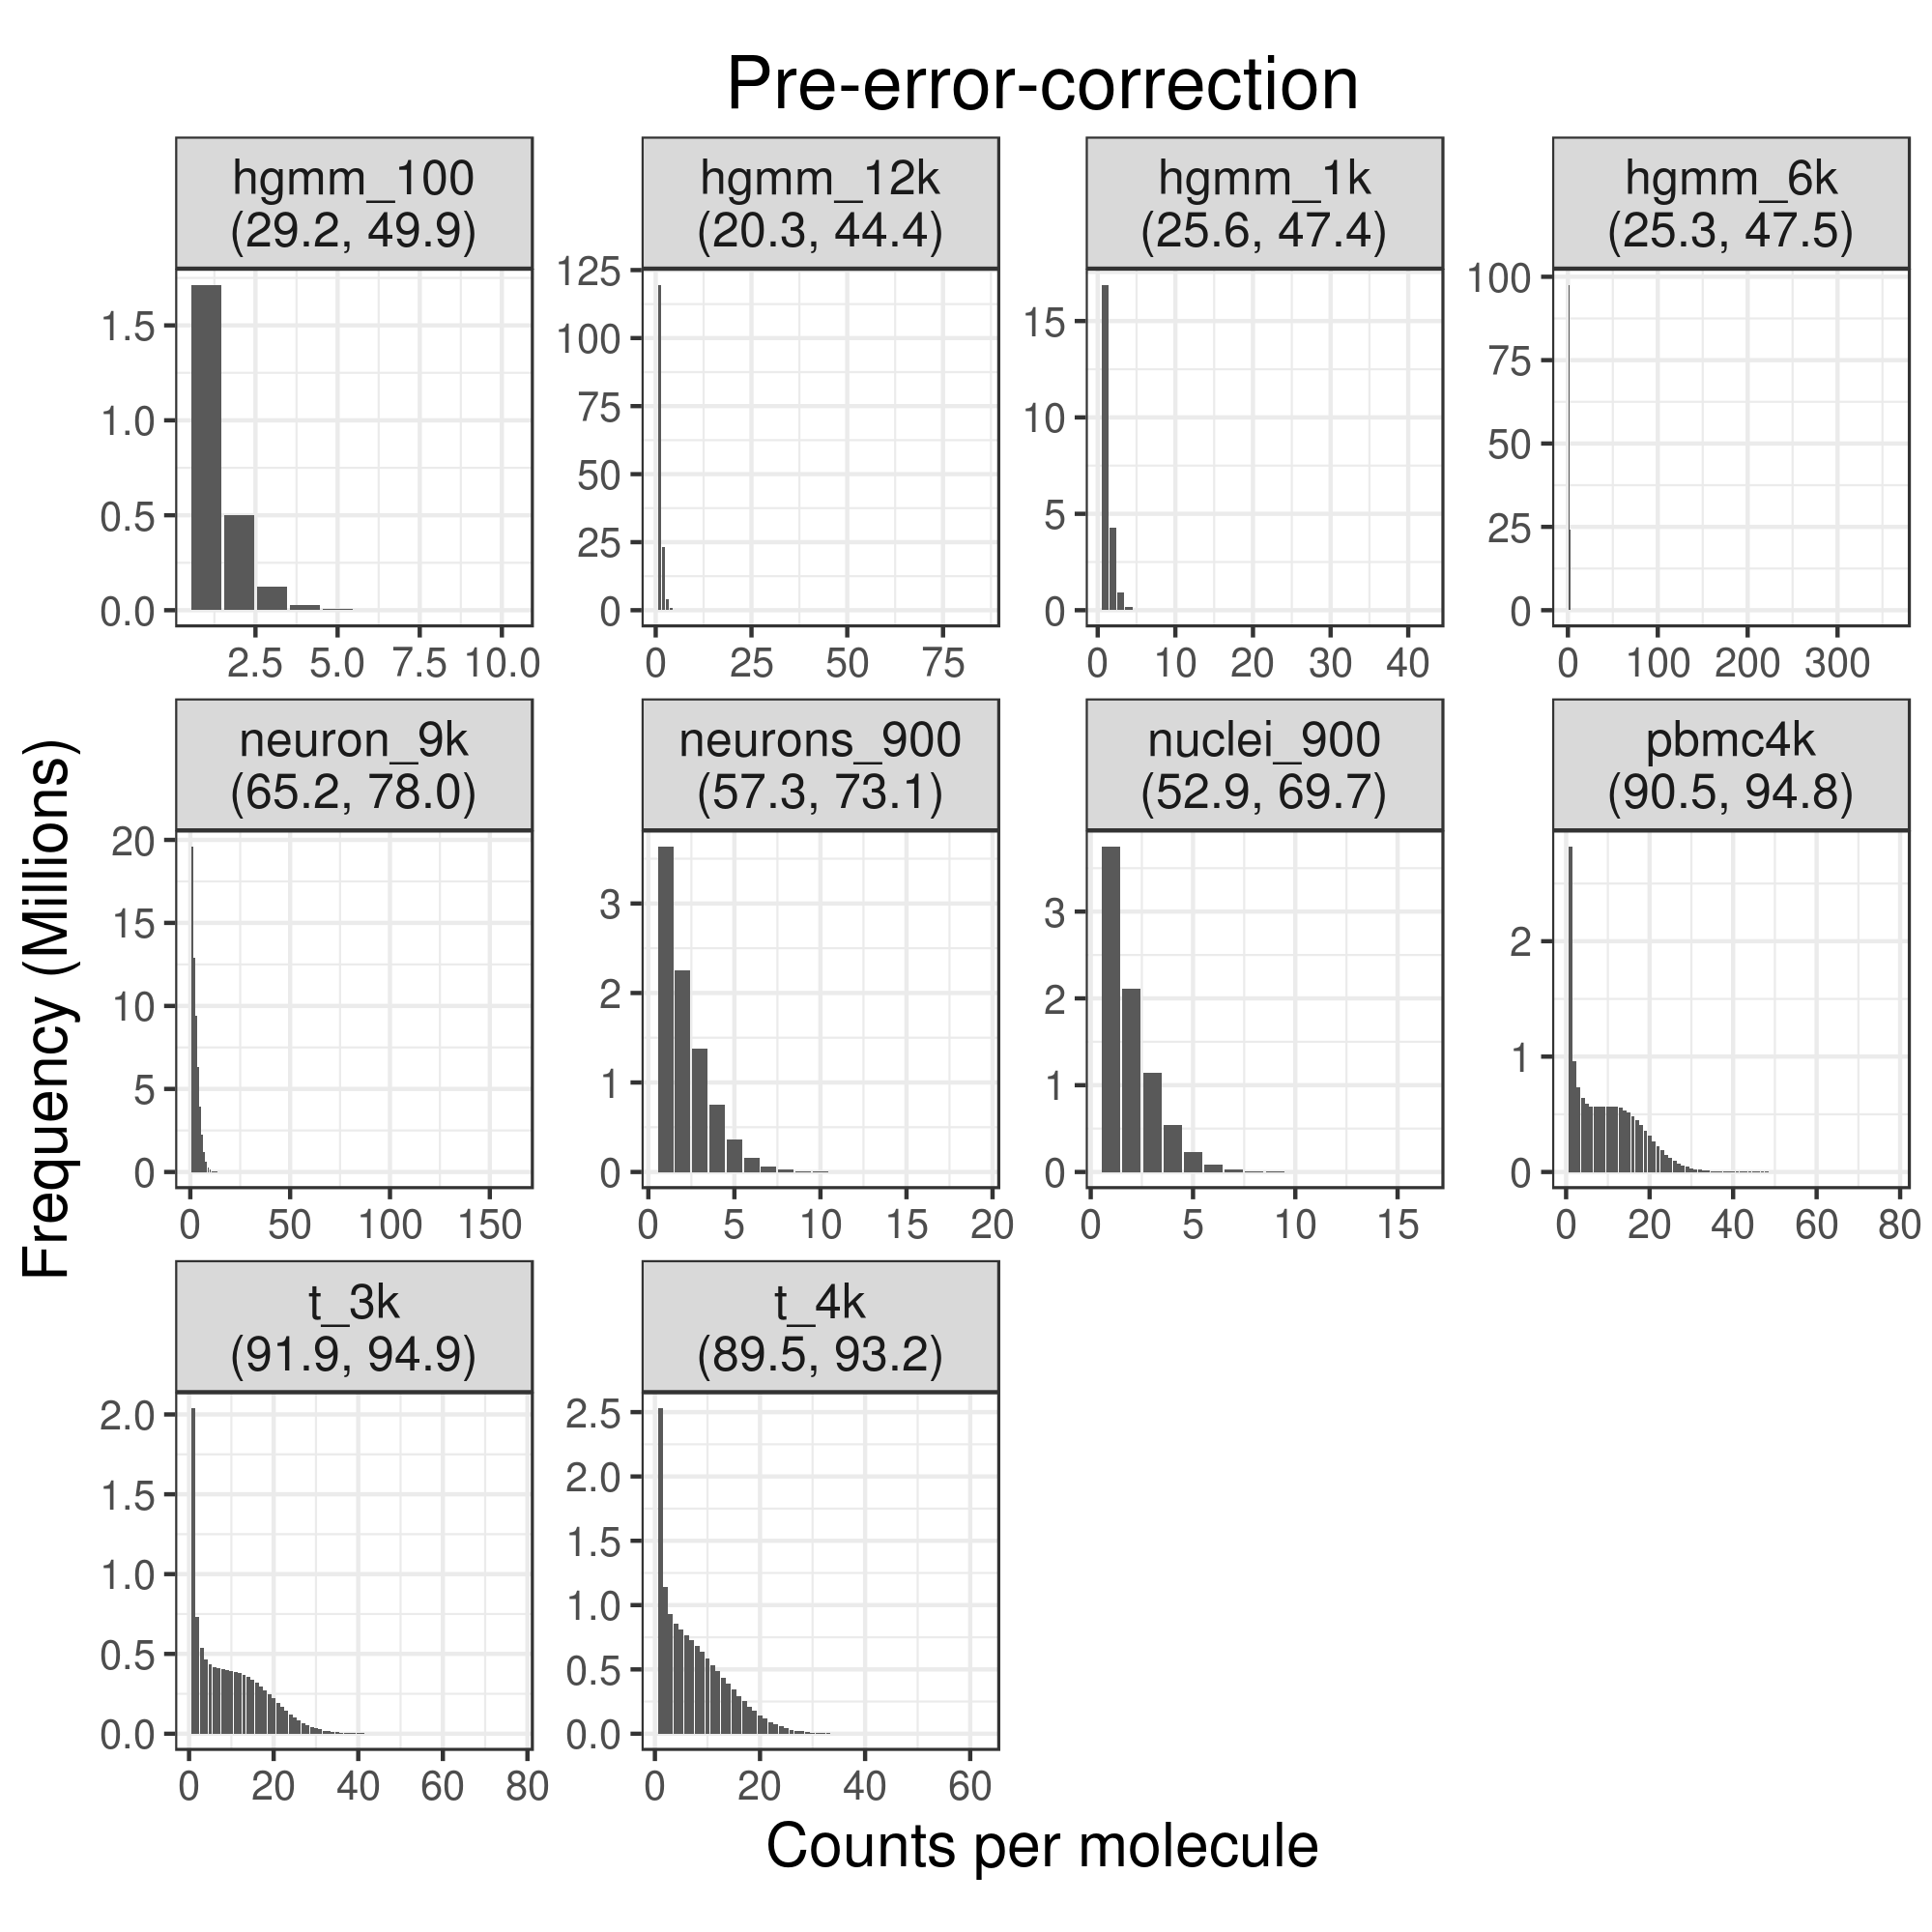 Pre-error-correction
hgmm_100
(29.2, 49.9)
hgmm_12k
(20.3, 44.4)
hgmm_1k
(25.6, 47.4)
hgmm_6k
(25.3, 47.5)
1.5
1.0
0.5
0.0
2.5 5.0 7.5 10.0
125
100
75
50
25
0
0 25 50 75
15
10
5
0
0 10 20 30 40
100
75
50
25
0
0 100 200 300
Frequency (Millions)
neuron_9k
(65.2, 78.0)
neurons_900
(57.3, 73.1)
nuclei_900
(52.9, 69.7)
pbmc4k
(90.5, 94.8)
20
15
10
5
0
0 50 100 150
3
2
1
0
0 5 10 15 20
3
2
1
0
0 5 10 15
2
1
0
0 20 40 60 80
t_3k
(91.9, 94.9)
t_4k
(89.5, 93.2)
2.0
1.5
1.0
0.5
0.0
0 20 40 60 80
2.5
2.0
1.5
1.0
0.5
0.0
0 20 40 60
Counts per molecule